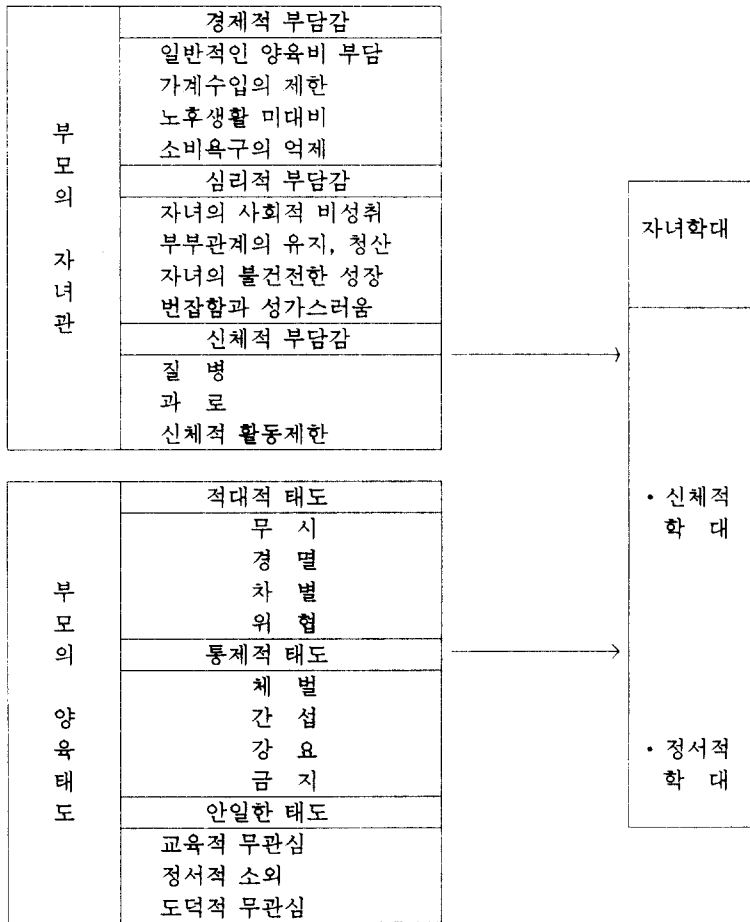 부모의 자녀관
경제적 부담감
일반적인 양육비 부담
가계수입의 제한
노후생활 미대비
소비욕구의 억제
심리적 부담감
자녀의 사회적 비성취
부부관계의 유지, 청산
자녀의 불건전한 성장
번잡함과 성가스러움
신체적 부담감
질 병
과 로
신체적 활동제한
부모의 양육태도
적대적 태도
무 시
경 멸
차 별
위 협
통제적 태도
체 벌
간 섭
강 요
금 지
안일한 태도
교육적 무관심
정서적 소외
도덕적 무관심
자녀학대
• 신체적
학 대
• 정서적
학 대